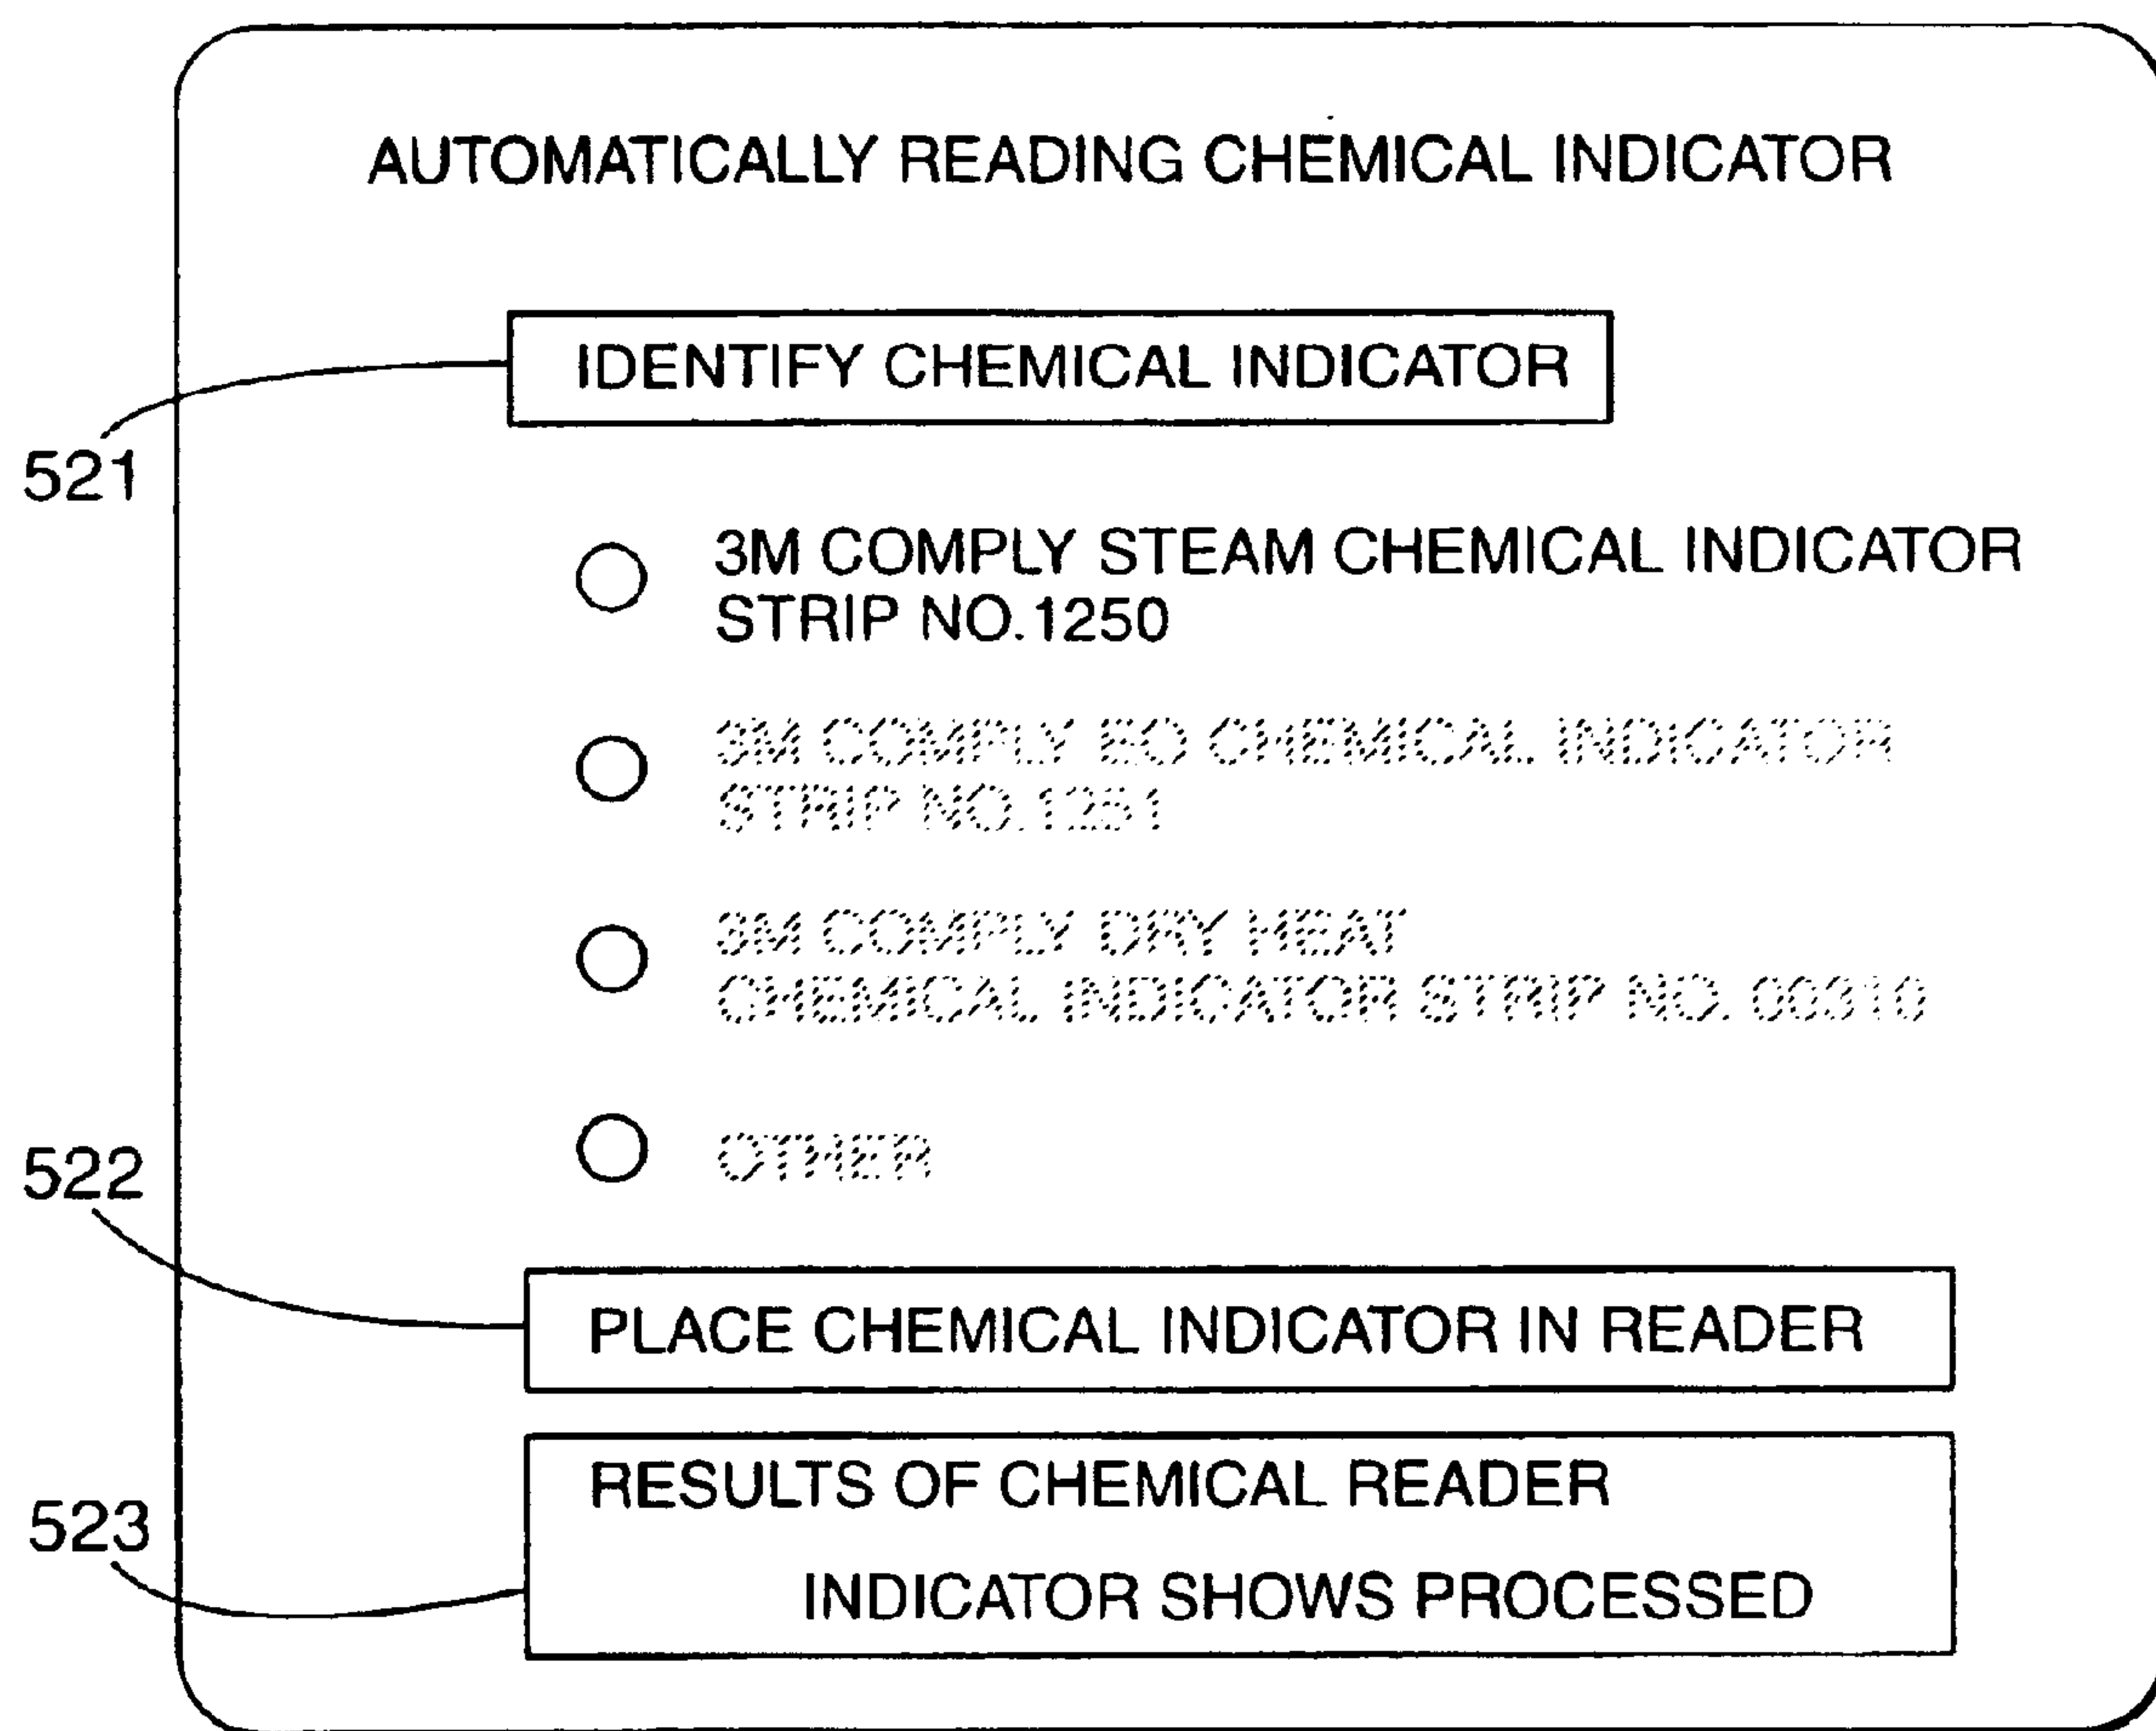 AUTOMATICALLY READING CHEMICAL INDICATOR
IDENTIFY CHEMICAL INDICATOR
521
3M COMPLY STEAM CHEMICAL INDICATOR
STRIP NO.1250
3M COMPLY EO CHEMICAL INDICATOR
STRIP NO.1251
3M COMPLY DRY HEAT
CHEMICAL INDICATOR STRIP NO. 00310
OTHER
522
PLACE CHEMICAL INDICATOR IN READER
RESULTS OF CHEMICAL READER
523
INDICATOR SHOWS PROCESSED